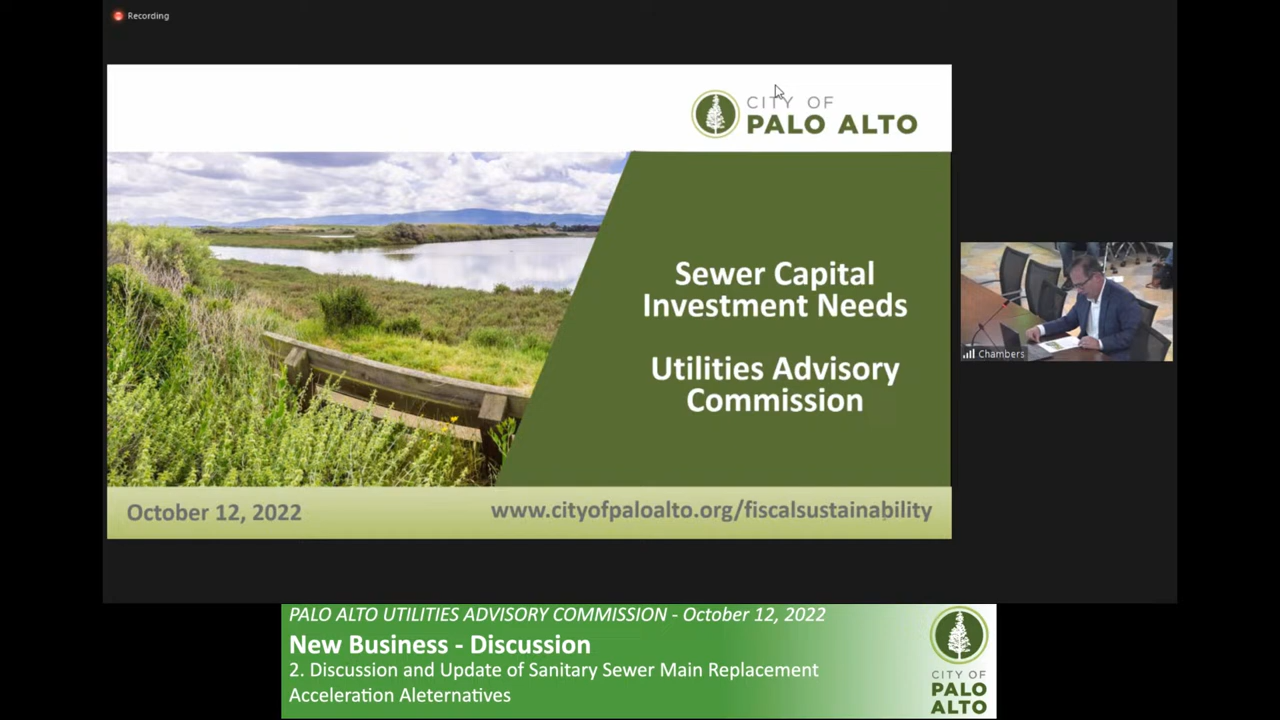 Recording
CITY OF
PALO ALTO
Sewer Capital
Investment Needs
Utilities Advisory
Commission
October 12, 2022
www.cityofpaloalto.org/fiscalsustainability
Chambers
PALO ALTO UTILITIES ADVISORY COMMISSION - October 12, 2022
New Business - Discussion
2. Discussion and Update of Sanitary Sewer Main Replacement
Acceleration Aleternatives
CITY OF
PALO ALTO